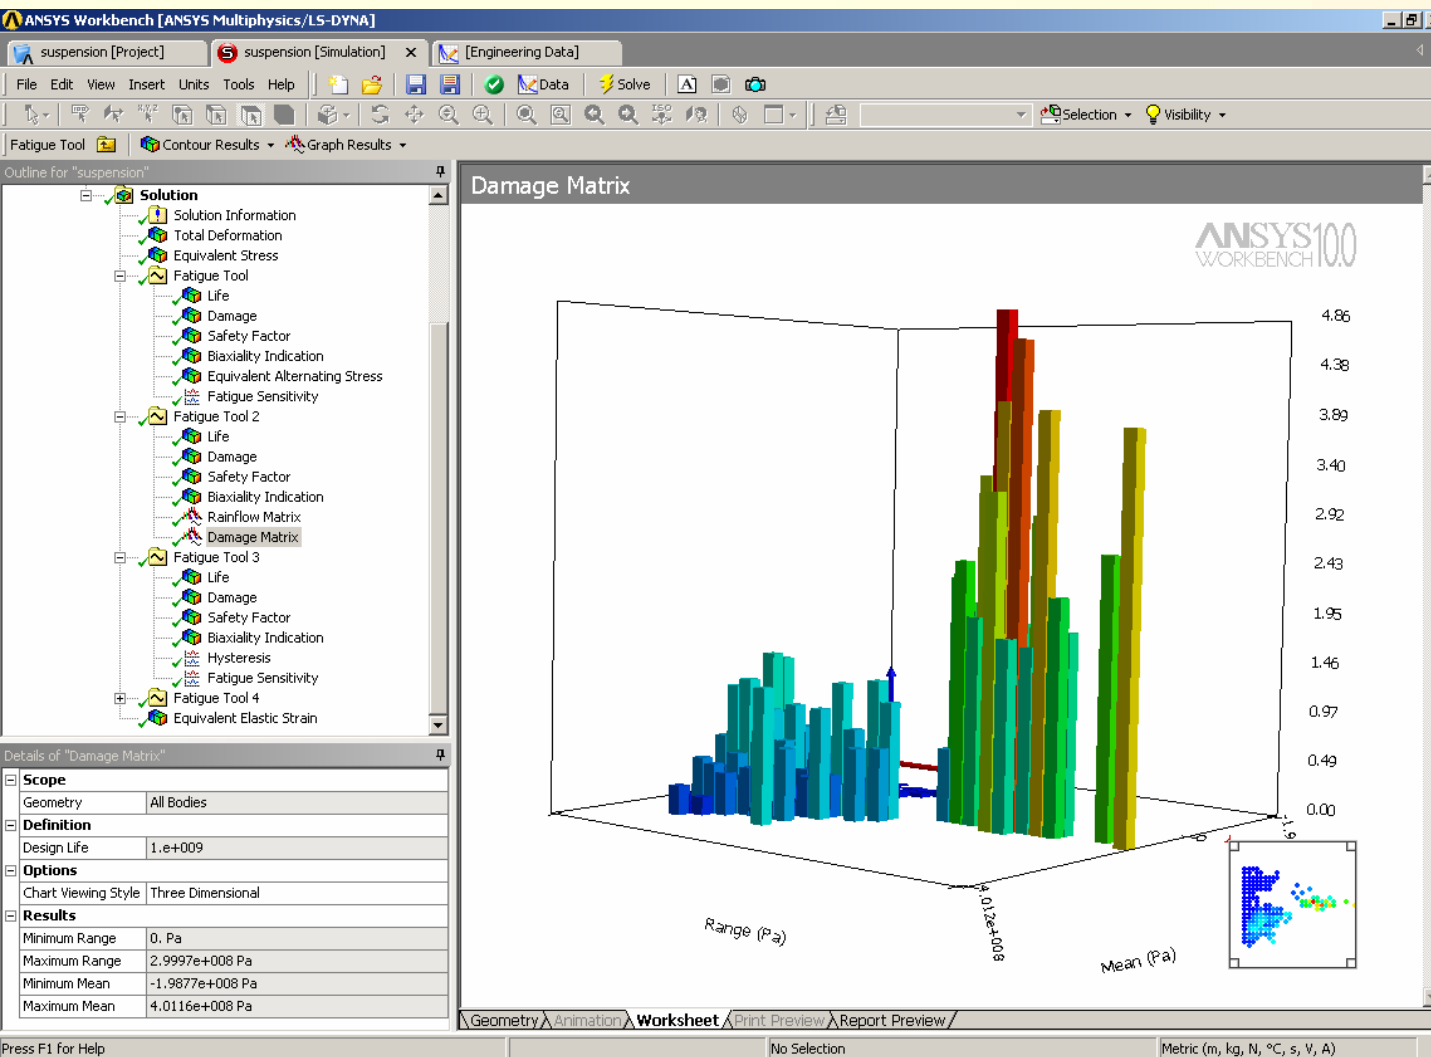 ANSYS Workbench [ANSYS Multiphysics/LS-DYNA]
suspension [Project]
suspension [Simulation]
[Engineering Data]
File Edit View Insert Units Tools Help
Data
Solve
Selection
Visibility
Fatigue Tool
Contour Results
Graph Results
Outline for "suspension"
Solution
Solution Information
Total Deformation
Equivalent Stress
Fatigue Tool
Life
Damage
Safety Factor
Biaxiality Indication
Equivalent Alternating Stress
Fatigue Sensitivity
Fatigue Tool 2
Life
Damage
Safety Factor
Biaxiality Indication
Rainflow Matrix
Damage Matrix
Fatigue Tool 3
Life
Damage
Safety Factor
Biaxiality Indication
Hysteresis
Fatigue Sensitivity
Fatigue Tool 4
Equivalent Elastic Strain
Details of "Damage Matrix"
Scope
Geometry All Bodies
Definition
Design Life 1.e+009
Options
Chart Viewing Style Three Dimensional
Results
Minimum Range 0. Pa
Maximum Range 2.9997e+008 Pa
Minimum Mean -1.9877e+008 Pa
Maximum Mean 4.0116e+008 Pa
Damage Matrix
ANSYS 10.0
WORKBENCH
4.86
4.38
3.89
3.40
2.92
2.43
1.95
1.46
0.97
0.49
0.00
4.012e+008
Range (Pa)
Mean (Pa)
Geometry Animation Worksheet Print Preview Report Preview
Press F1 for Help
No Selection
Metric (m, kg, N, °C, s, V, A)